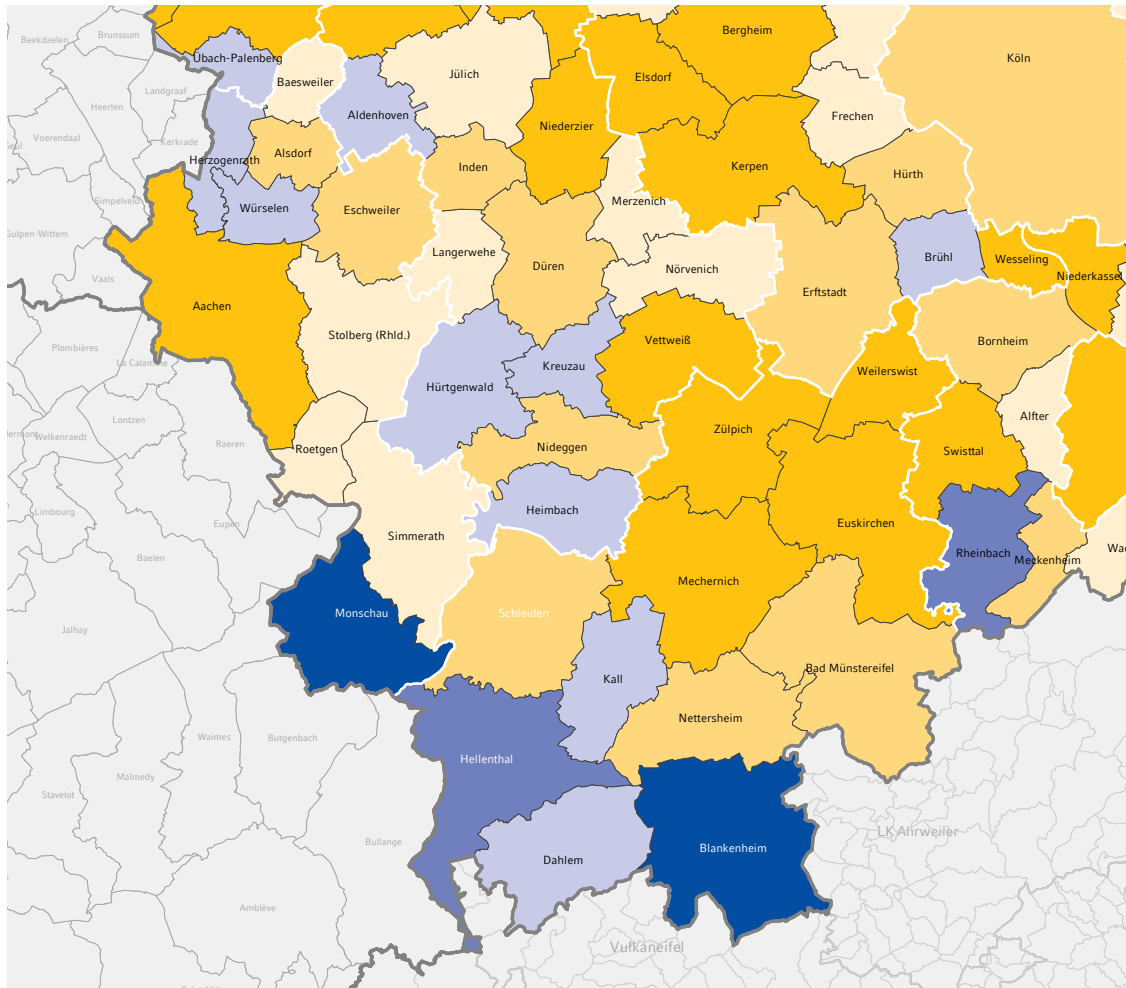 Bergheim
Beekdaelen
Brunssum
Übach-Palenberg
Köln
Jülich
Elsdorf
Baesweiler
Landgraaf
Heerlen
Aldenhoven
Frechen
Niederzier
Voerendaal
Kerkrade
Alsdorf
Herzogenrath
Inden
Kerpen
Hürth
Simpelveld
Merzenich
Würselen
Eschweiler
Gulpen-Wittem
Langerwehe
Brühl
Wesseling
Düren
Nörvenich
Niederkassel
Vaals
Erftstadt
Aachen
Stolberg (Rhld.)
Vettweiß
Bornheim
Plombières
La Calamine
Kreuzau
Weilerswist
Hürtgenwald
Alfter
Lontzen
Zülpich
Welkenraedt
Raeren
Roetgen
Nideggen
Swisttal
Limbourg
Heimbach
Eupen
Euskirchen
Simmerath
Wac
Baelen
Rheinbach
Meckenheim
Mechernich
Monschau
Schleiden
Jalhay
Bad Münstereifel
Kall
Nettersheim
Waimes
Butgenbach
Hellenthal
Malmedy
Stavelot
LK Ahrweiler
Bullange
Blankenheim
Dahlem
Amblève
Vulkaneifel